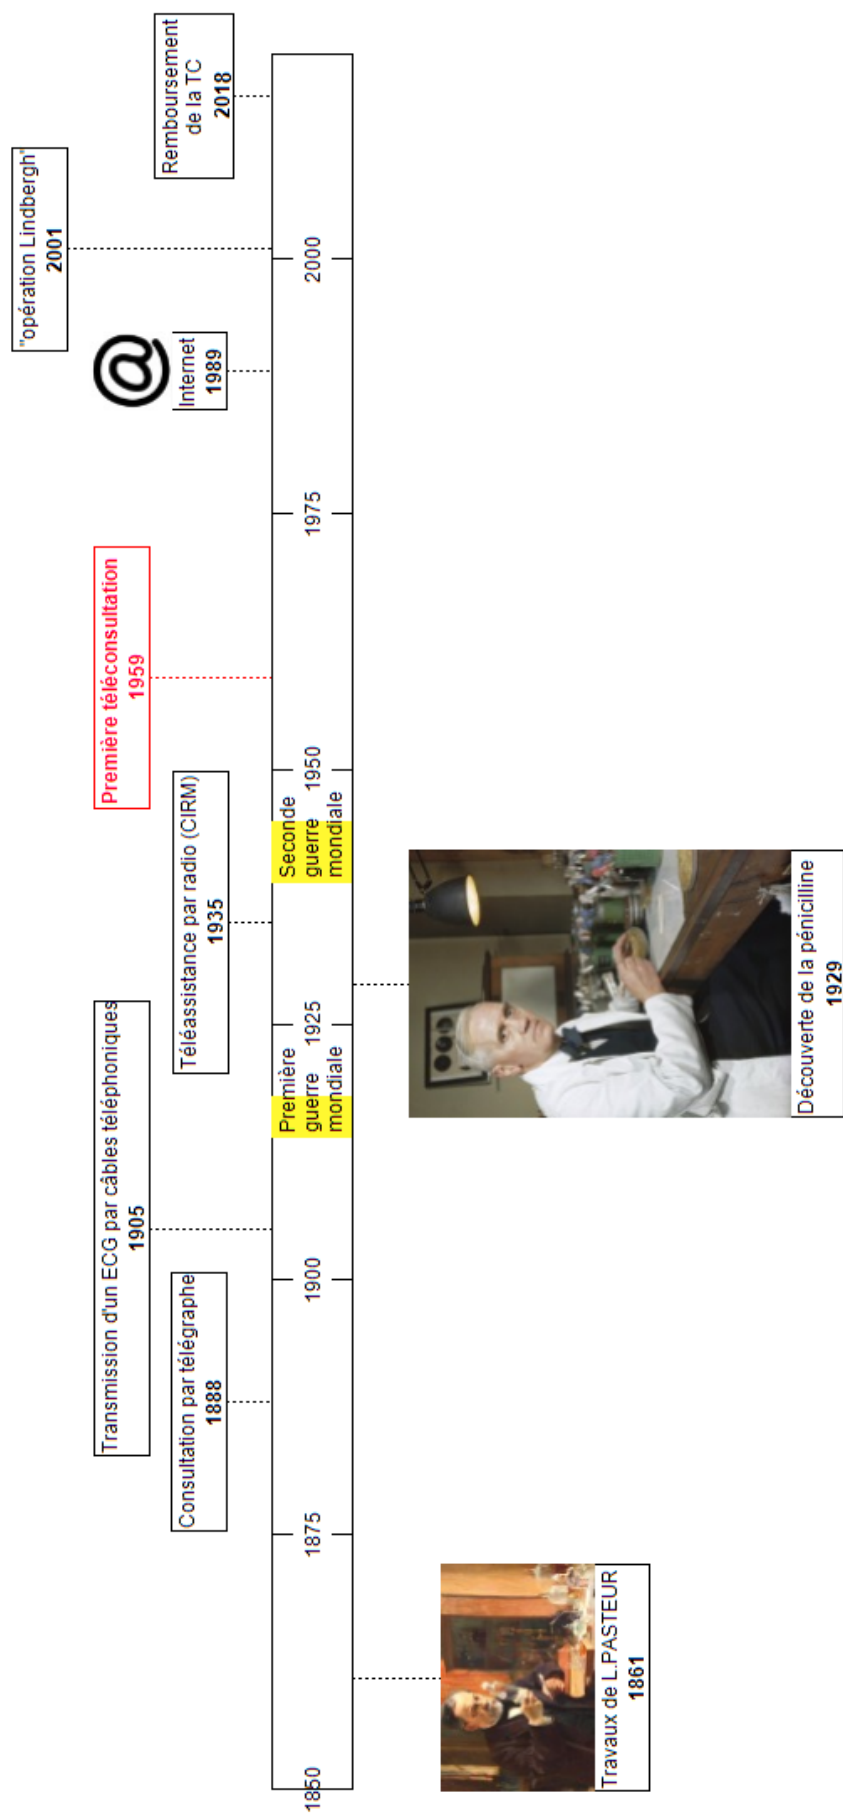 "opération Lindbergh"
2001
Remboursement
de la TC
2018
@
Internet
1989
Première téléconsultation
1959
Téléassistance par radio (CIRM)
1935
Transmission d'un ECG par câbles téléphoniques
1905
Consultation par télégraphe
1888
1850
1875
1900
Première
guerre
mondiale
1925
Seconde
guerre
mondiale
1950
1975
2000
Travaux de L.PASTEUR
1861
Découverte de la pénicilline
1929